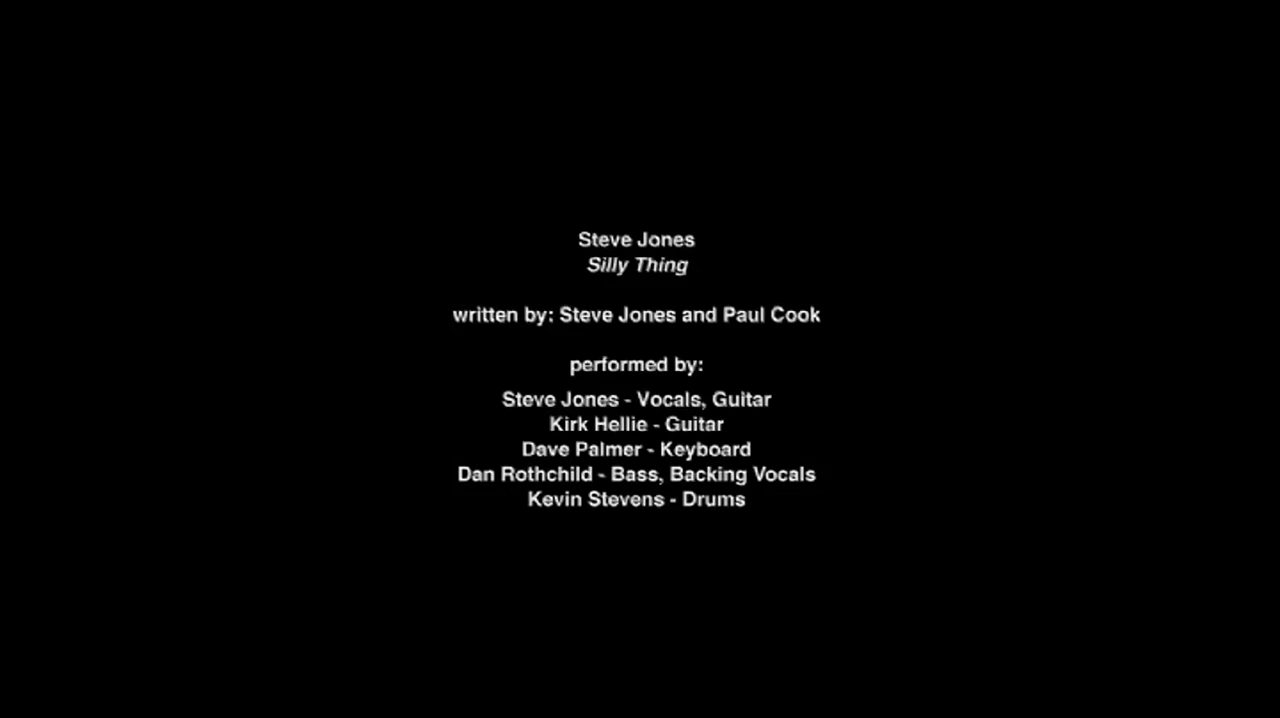 Steve Jones
Silly Thing
written by: Steve Jones and Paul Cook
performed by:
Steve Jones - Vocals, Guitar
Kirk Hellie - Guitar
Dave Palmer - Keyboard
Dan Rothchild - Bass, Backing Vocals
Kevin Stevens - Drums